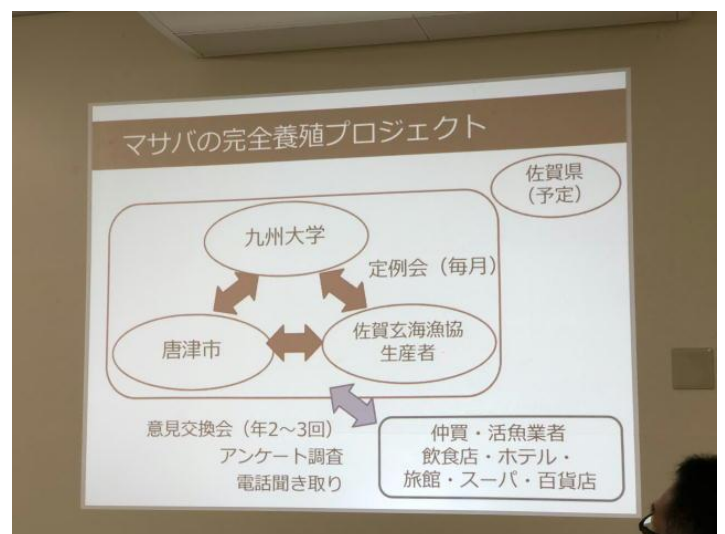 マサバの完全養殖プロジェクト
佐賀県
(予定)
九州大学
定例会（毎月）
唐津市
佐賀玄海漁協
生産者
意見交換会（年2～3回）
アンケート調査
電話聞き取り
仲買・活魚業者
飲食店・ホテル・
旅館・スーパ・百貨店